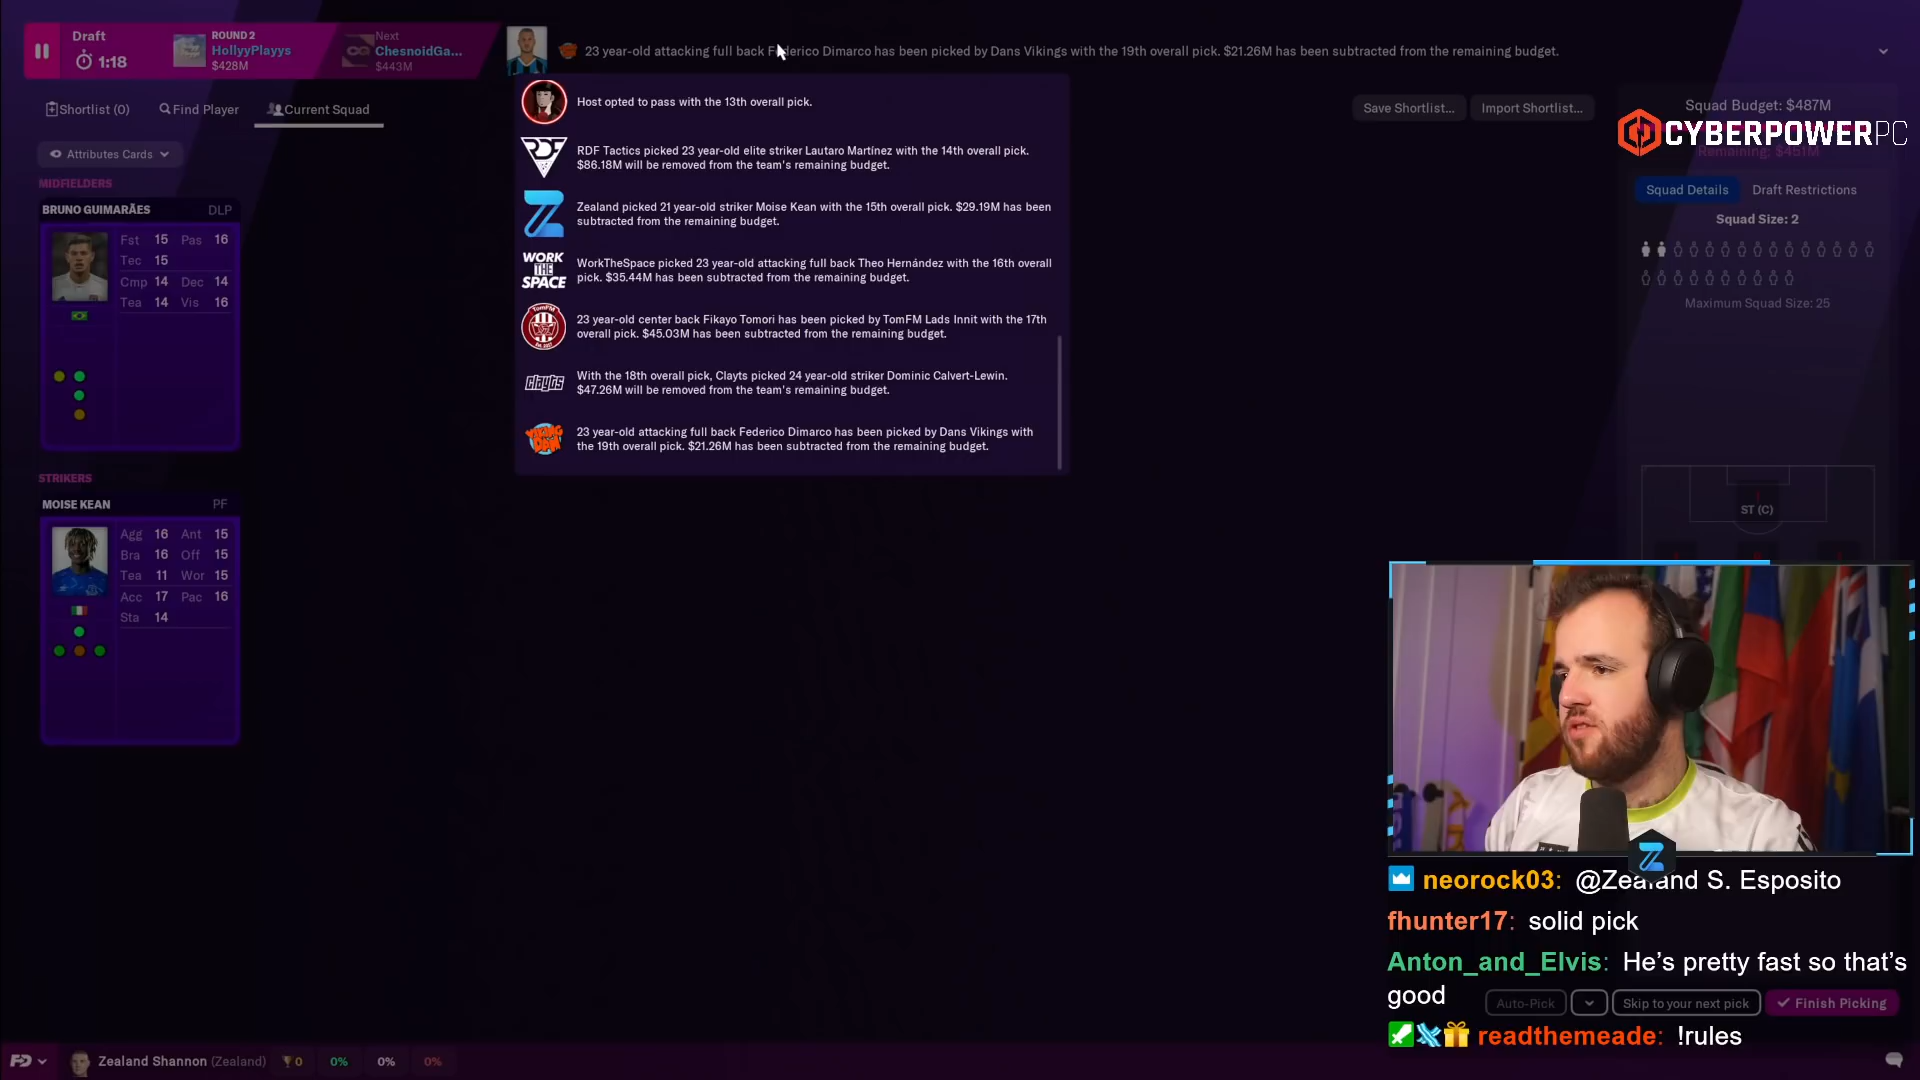 Draft
1:18
ROUND 2
HollyyPlayys
$428M
Next
ChesnoidGa...
$443M
23 year-old attacking full back Federico Dimarco has been picked by Dans Vikings with the 19th overall pick. $21.26M has been subtracted from the remaining budget.
Shortlist (0)
Find Player
Current Squad
Attributes Cards
Save Shortlist...
Import Shortlist...
Squad Budget: $487M
CYBERPOWERPC
Remaining: $451M
Squad Details
Draft Restrictions
Squad Size: 2
Maximum Squad Size: 25
ST (C)
MIDFIELDERS
BRUNO GUIMARÃES DLP
Fst 15 Pas 16
Tec 15
Cmp 14 Dec 14
Tea 14 Vis 16
STRIKERS
MOISE KEAN PF
Agg 16 Ant 15
Bra 16 Off 15
Tea 11 Wor 15
Acc 17 Pac 16
Sta 14
Host opted to pass with the 13th overall pick.
RDF
RDF Tactics picked 23 year-old elite striker Lautaro Martínez with the 14th overall pick.
$86.18M will be removed from the team's remaining budget.
Zealand picked 21 year-old striker Moise Kean with the 15th overall pick. $29.19M has been
subtracted from the remaining budget.
WORK
THE
SPACE
WorkTheSpace picked 23 year-old attacking full back Theo Hernández with the 16th overall
pick. $35.44M has been subtracted from the remaining budget.
TomFM
23 year-old center back Fikayo Tomori has been picked by TomFM Lads Innit with the 17th
overall pick. $45.03M has been subtracted from the remaining budget.
clayts
With the 18th overall pick, Clayts picked 24 year-old striker Dominic Calvert-Lewin.
$47.26M will be removed from the team's remaining budget.
VIKING
DAN
23 year-old attacking full back Federico Dimarco has been picked by Dans Vikings with
the 19th overall pick. $21.26M has been subtracted from the remaining budget.
neorock03: @Zealand S. Esposito
fhunter17: solid pick
Anton_and_Elvis: He's pretty fast so that's
good
readthemeade: !rules
Auto-Pick
Skip to your next pick
Finish Picking
FD
Zealand Shannon (Zealand)
0
0%
0%
0%